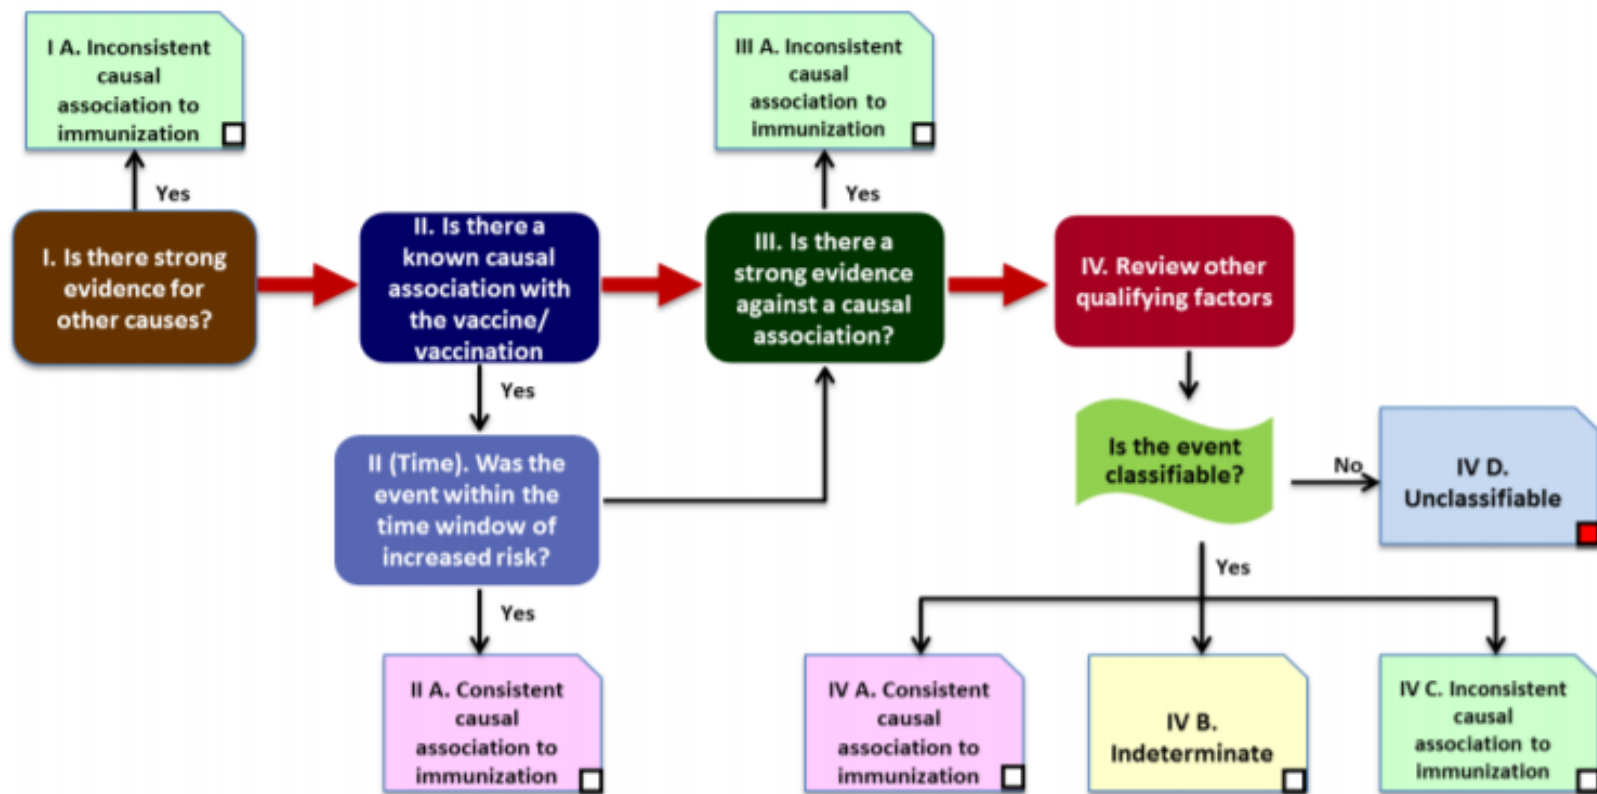 I A. Inconsistent
causal
association to
immunization
III A. Inconsistent
causal
association to
immunization
Yes
Yes
I. Is there strong
evidence for
other causes?
II. Is there a
known causal
association with
the vaccine/
vaccination
III. Is there a
strong evidence
against a causal
association?
IV. Review other
qualifying factors
Yes
II (Time). Was the
event within the
time window of
increased risk?
Is the event
classifiable?
No
IV D.
Unclassifiable
Yes
Yes
II A. Consistent
causal
association to
immunization
IV A. Consistent
causal
association to
immunization
IV B.
Indeterminate
IV C. Inconsistent
causal
association to
immunization